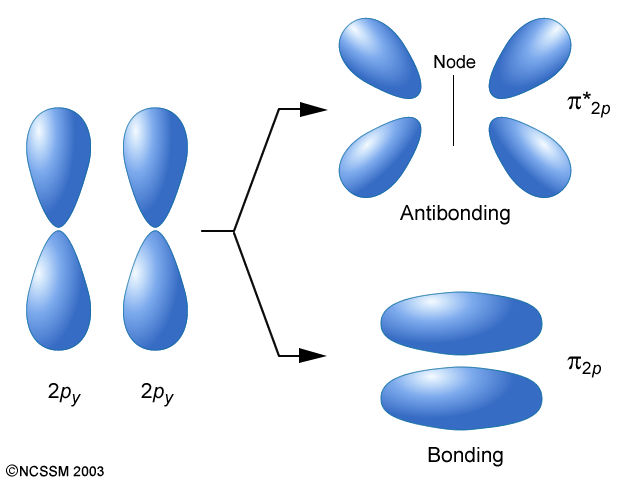 Node
π*2p
Antibonding
2py
2py
π2p
Bonding
©NCSSM 2003